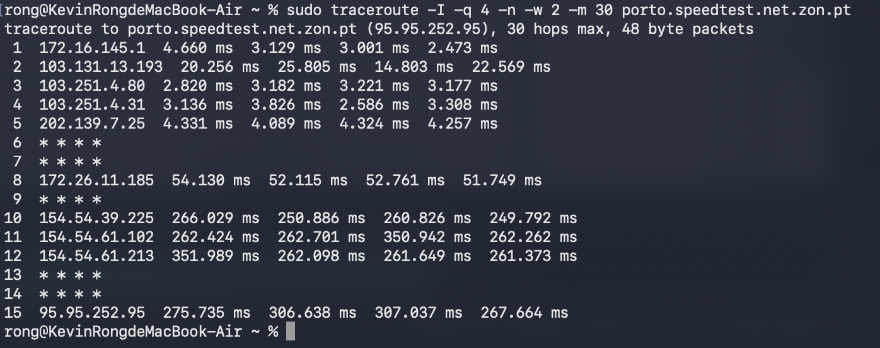 [rong@KevinRongdeMacBook-Air ~ % sudo traceroute -I -q 4 -n -w 2 -m 30 porto.speedtest.net.zon.pt
traceroute to porto.speedtest.net.zon.pt (95.95.252.95), 30 hops max, 48 byte packets
 1  172.16.145.1  4.660 ms  3.129 ms  3.001 ms  2.473 ms
 2  103.131.13.193  20.256 ms  25.805 ms  14.803 ms  22.569 ms
 3  103.251.4.80  2.820 ms  3.182 ms  3.221 ms  3.177 ms
 4  103.251.4.31  3.136 ms  3.826 ms  2.586 ms  3.308 ms
 5  202.139.7.25  4.331 ms  4.089 ms  4.324 ms  4.257 ms
 6  * * * *
 7  * * * *
 8  172.26.11.185  54.130 ms  52.115 ms  52.761 ms  51.749 ms
 9  * * * *
10  154.54.39.225  266.029 ms  250.886 ms  260.826 ms  249.792 ms
11  154.54.61.102  262.424 ms  262.701 ms  350.942 ms  262.262 ms
12  154.54.61.213  351.989 ms  262.098 ms  261.649 ms  261.373 ms
13  * * * *
14  * * * *
15  95.95.252.95  275.735 ms  306.638 ms  307.037 ms  267.664 ms
rong@KevinRongdeMacBook-Air ~ %